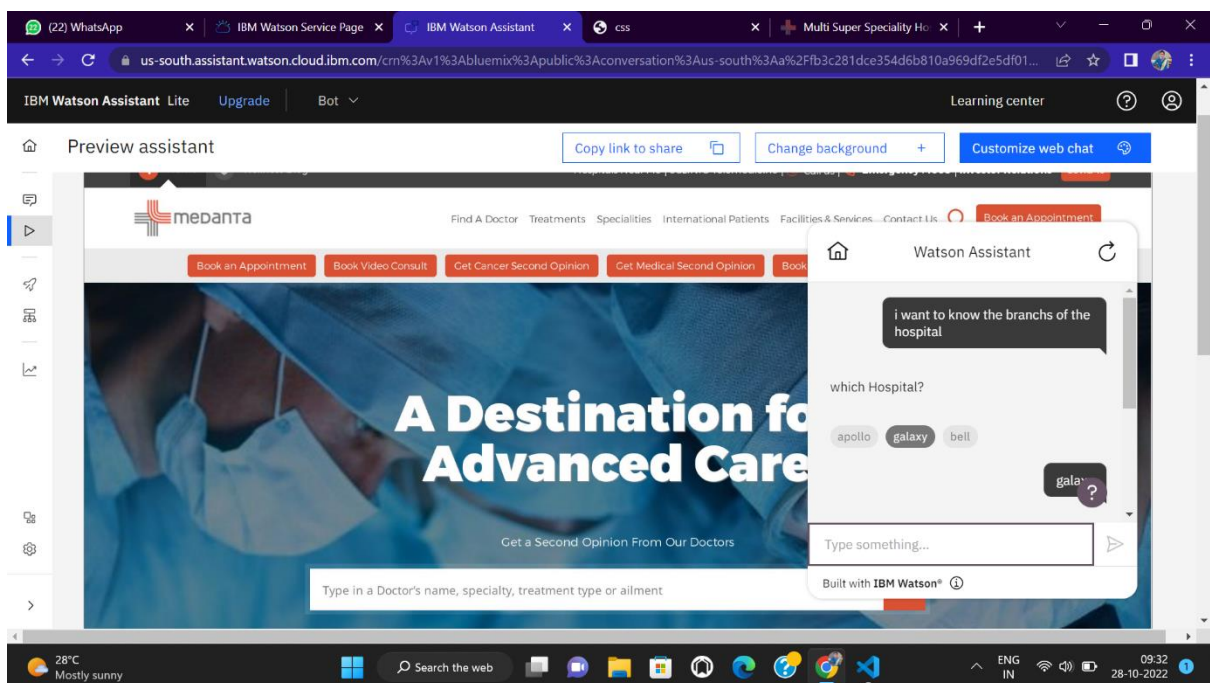 (22) WhatsApp
IBM Watson Service Page
IBM Watson Assistant
css
Multi Super Speciality Ho
us-south.assistant.watson.cloud.ibm.com/crn%3Av1%3Abluemix%3Apublic%3Aconversation%3Aus-south%3Aa%2Ffb3c281dce354d6b810a969df2e5df01...
IBM Watson Assistant Lite Upgrade Bot Learning center
Preview assistant
Copy link to share
Change background +
Customize web chat
medanta
Find A Doctor Treatments Specialities International Patients Facilities & Services Contact Us Book an Appointment
Book an Appointment
Book Video Consult
Get Cancer Second Opinion
Get Medical Second Opinion
Book
A Destination fo
Advanced Care
Get a Second Opinion From Our Doctors
Type in a Doctor's name, specialty, treatment type or ailment
Watson Assistant
i want to know the branchs of the
hospital
which Hospital?
apollo galaxy bell
?
Type something...
Built with IBM Watson®
28°C
Mostly sunny
Search the web
ENG
IN
09:32
28-10-2022
1